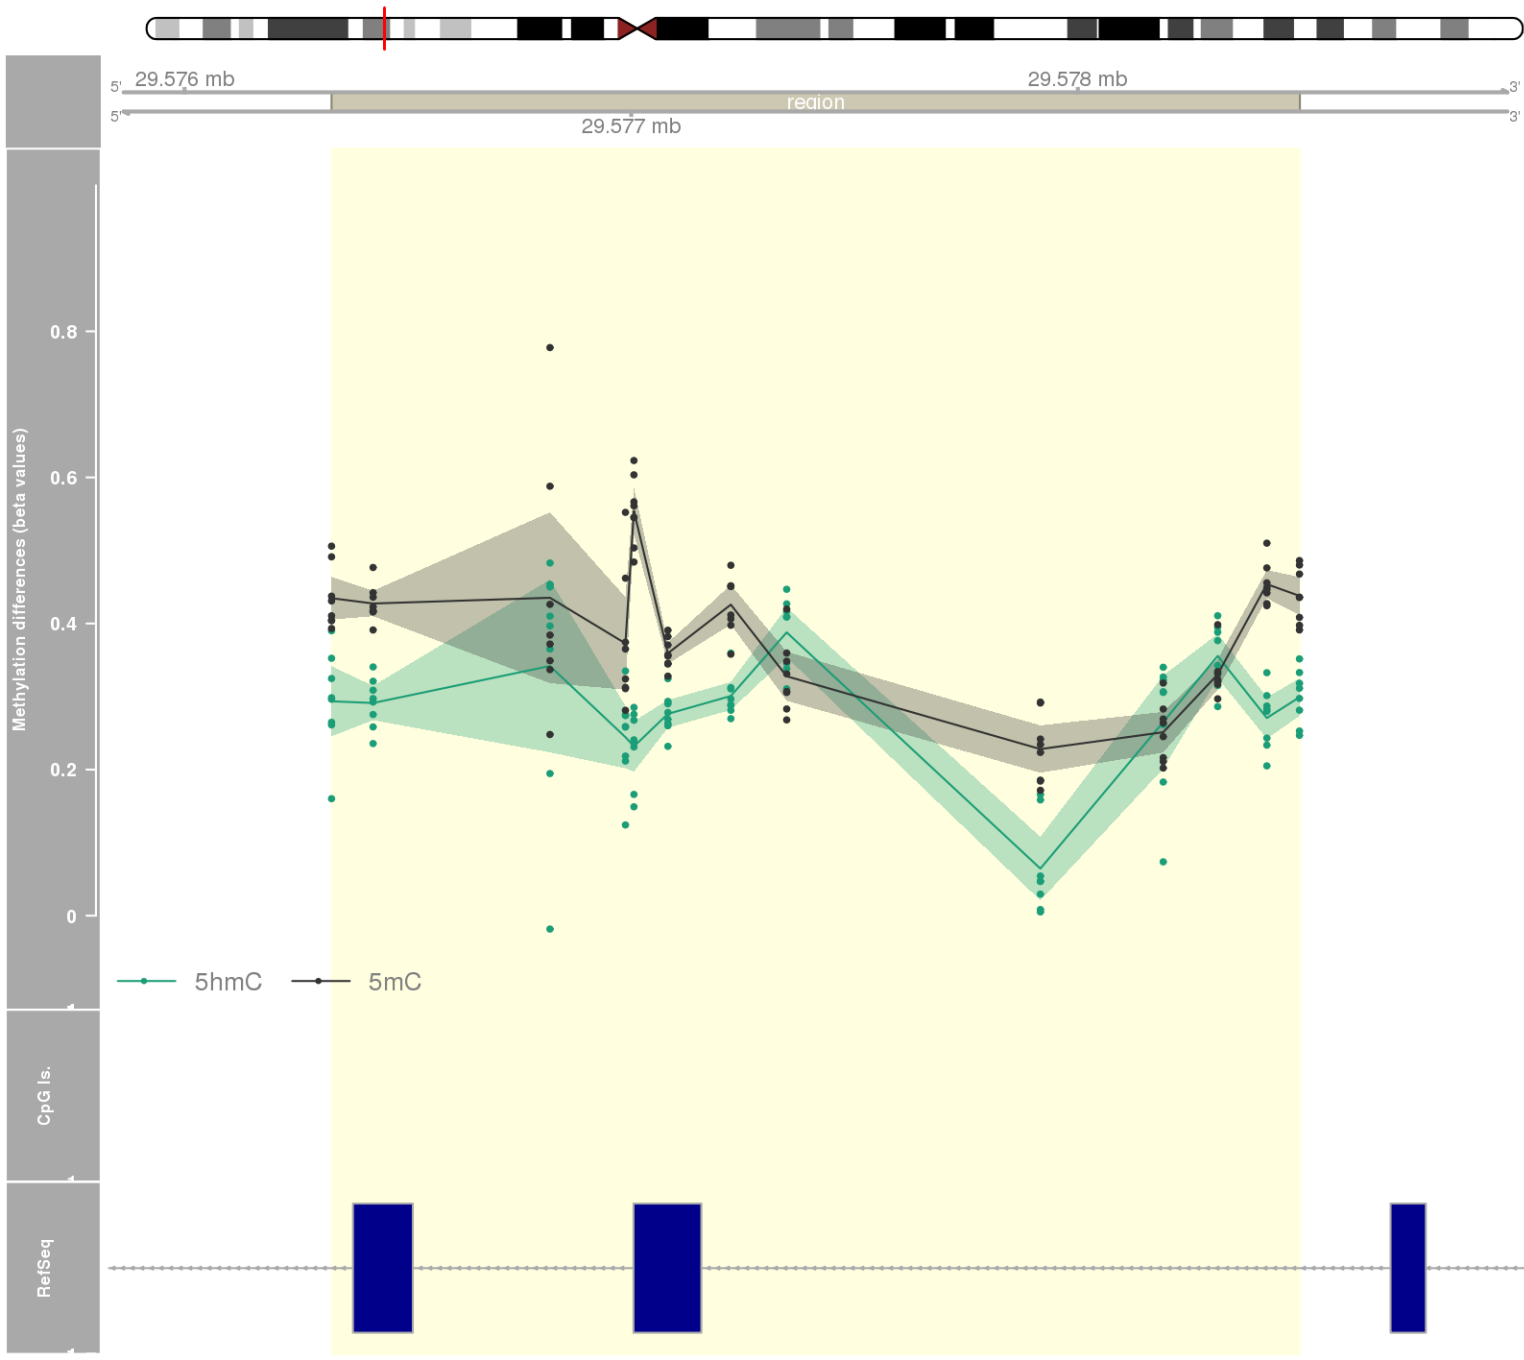 29.576 mb
29.578 mb
5'
3'
region
5'
3'
29.577 mb
Methylation differences (beta values)
0.8
0.6
0.4
0.2
0
5hmC
5mC
CpG Is.
RefSeq